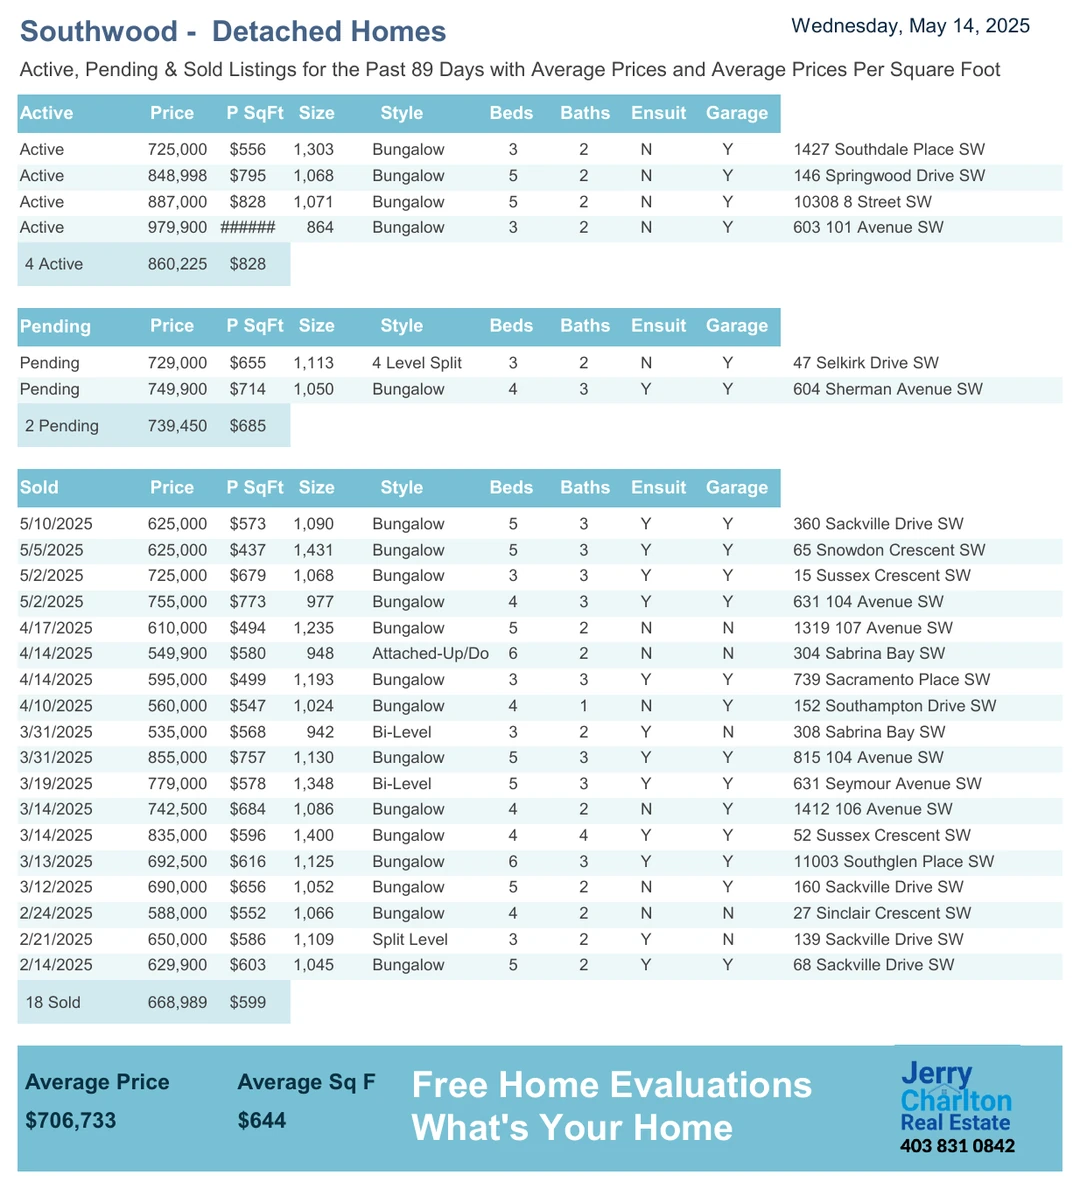 Southwood - Detached Homes
Wednesday, May 14, 2025
Active, Pending & Sold Listings for the Past 89 Days with Average Prices and Average Prices Per Square Foot
Active Price P SqFt Size Style Beds Baths Ensuit Garage
Active 725,000 $556 1,303 Bungalow 3 2 N Y 1427 Southdale Place SW
Active 848,998 $795 1,068 Bungalow 5 2 N Y 146 Springwood Drive SW
Active 887,000 $828 1,071 Bungalow 5 2 N Y 10308 8 Street SW
Active 979,900 ###### 864 Bungalow 3 2 N Y 603 101 Avenue SW
4 Active 860,225 $828
Pending Price P SqFt Size Style Beds Baths Ensuit Garage
Pending 729,000 $655 1,113 4 Level Split 3 2 N Y 47 Selkirk Drive SW
Pending 749,900 $714 1,050 Bungalow 4 3 Y Y 604 Sherman Avenue SW
2 Pending 739,450 $685
Sold Price P SqFt Size Style Beds Baths Ensuit Garage
5/10/2025 625,000 $573 1,090 Bungalow 5 3 Y Y 360 Sackville Drive SW
5/5/2025 625,000 $437 1,431 Bungalow 5 3 Y Y 65 Snowdon Crescent SW
5/2/2025 725,000 $679 1,068 Bungalow 3 3 Y Y 15 Sussex Crescent SW
5/2/2025 755,000 $773 977 Bungalow 4 3 Y Y 631 104 Avenue SW
4/17/2025 610,000 $494 1,235 Bungalow 5 2 N N 1319 107 Avenue SW
4/14/2025 549,900 $580 948 Attached-Up/Do 6 2 N N 304 Sabrina Bay SW
4/14/2025 595,000 $499 1,193 Bungalow 3 3 Y Y 739 Sacramento Place SW
4/10/2025 560,000 $547 1,024 Bungalow 4 1 N Y 152 Southampton Drive SW
3/31/2025 535,000 $568 942 Bi-Level 3 2 Y N 308 Sabrina Bay SW
3/31/2025 855,000 $757 1,130 Bungalow 5 3 Y Y 815 104 Avenue SW
3/19/2025 779,000 $578 1,348 Bi-Level 5 3 Y Y 631 Seymour Avenue SW
3/14/2025 742,500 $684 1,086 Bungalow 4 2 N Y 1412 106 Avenue SW
3/14/2025 835,000 $596 1,400 Bungalow 4 4 Y Y 52 Sussex Crescent SW
3/13/2025 692,500 $616 1,125 Bungalow 6 3 Y Y 11003 Southglen Place SW
3/12/2025 690,000 $656 1,052 Bungalow 5 2 N Y 160 Sackville Drive SW
2/24/2025 588,000 $552 1,066 Bungalow 4 2 N N 27 Sinclair Crescent SW
2/21/2025 650,000 $586 1,109 Split Level 3 2 Y N 139 Sackville Drive SW
2/14/2025 629,900 $603 1,045 Bungalow 5 2 Y Y 68 Sackville Drive SW
18 Sold 668,989 $599
Average Price Average Sq F
$706,733 $644
Free Home Evaluations
What's Your Home
Jerry
Charlton
Real Estate
403 831 0842